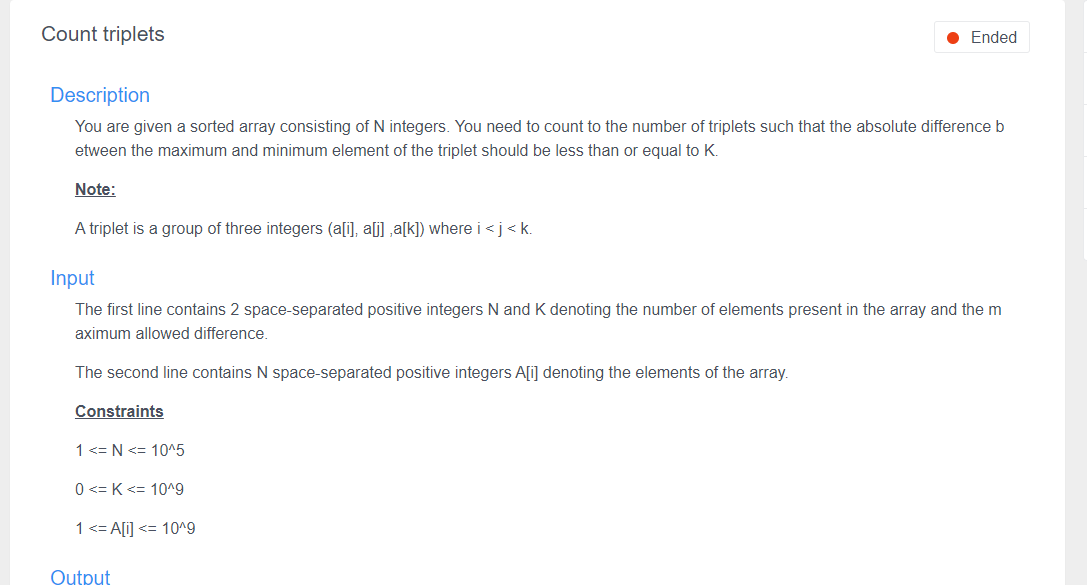 Count triplets
Ended
Description
You are given a sorted array consisting of N integers. You need to count to the number of triplets such that the absolute difference b
etween the maximum and minimum element of the triplet should be less than or equal to K.
Note:
A triplet is a group of three integers (a[i], a[j] ,a[k]) where i < j < k.
Input
The first line contains 2 space-separated positive integers N and K denoting the number of elements present in the array and the m
aximum allowed difference.
The second line contains N space-separated positive integers A[i] denoting the elements of the array.
Constraints
1 <= N <= 10^5
0 <= K <= 10^9
1 <= A[i] <= 10^9
Output